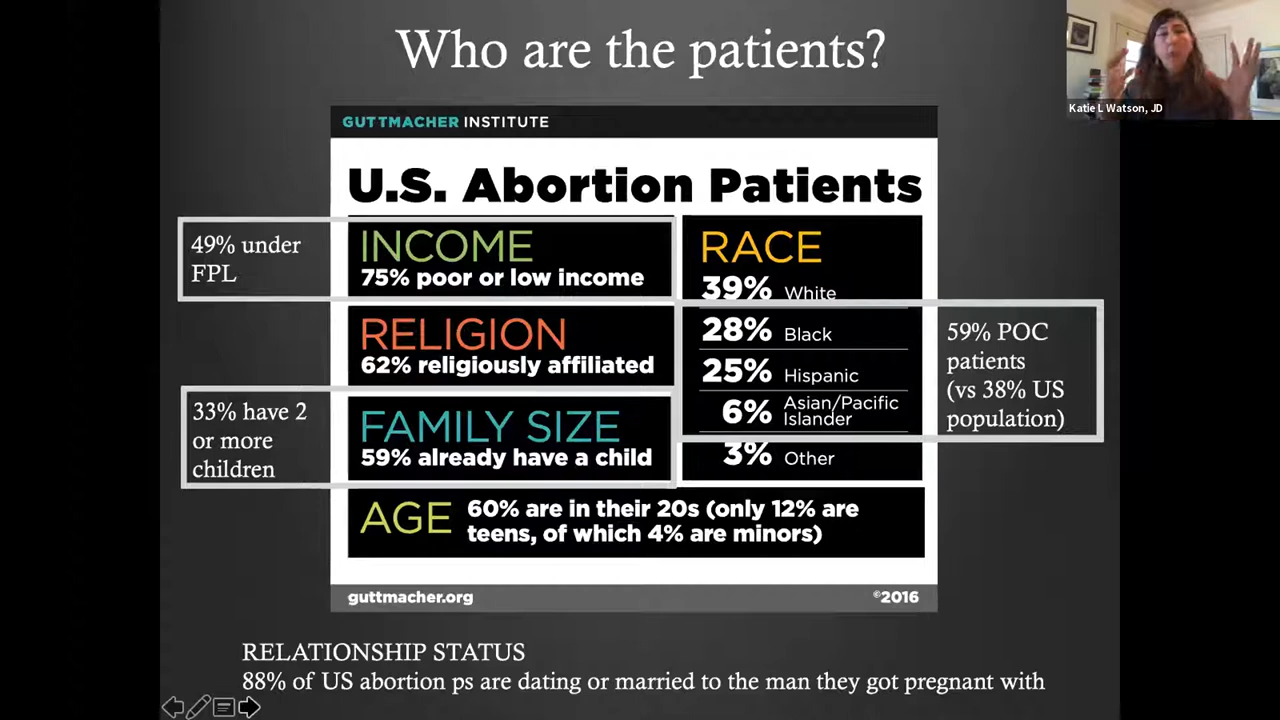 Who are the patients?
Katie L Watson, JD
GUTTMACHER INSTITUTE
U.S. Abortion Patients
49% under
FPL
INCOME
75% poor or low income
RELIGION
62% religiously affiliated
33% have 2
or more
children
FAMILY SIZE
59% already have a child
RACE
39% White
28% Black
25% Hispanic
6% Asian/Pacific
Islander
3% Other
59% POC
patients
(vs 38% US
population)
AGE
60% are in their 20s (only 12% are
teens, of which 4% are minors)
guttmacher.org
©2016
RELATIONSHIP STATUS
88% of US abortion ps are dating or married to the man they got pregnant with